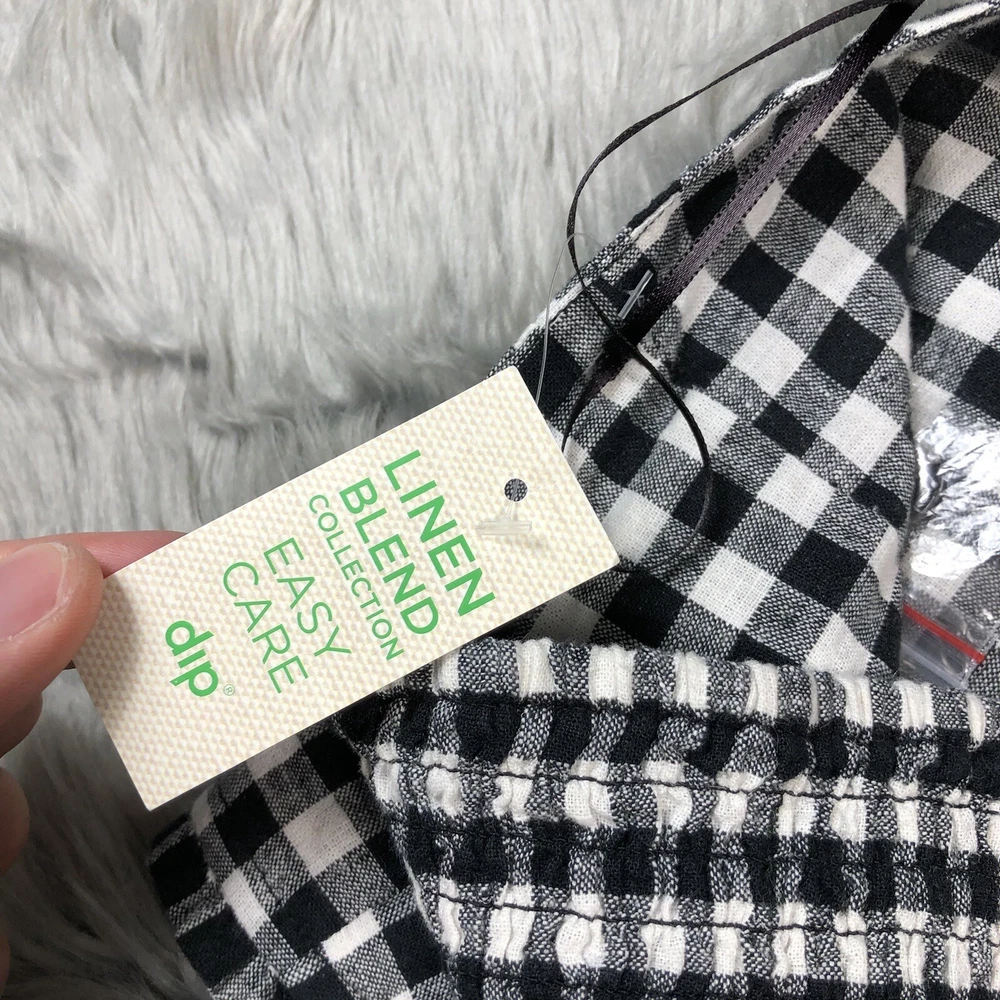 LINEN
BLEND
COLLECTION
EASY
CARE
dip®